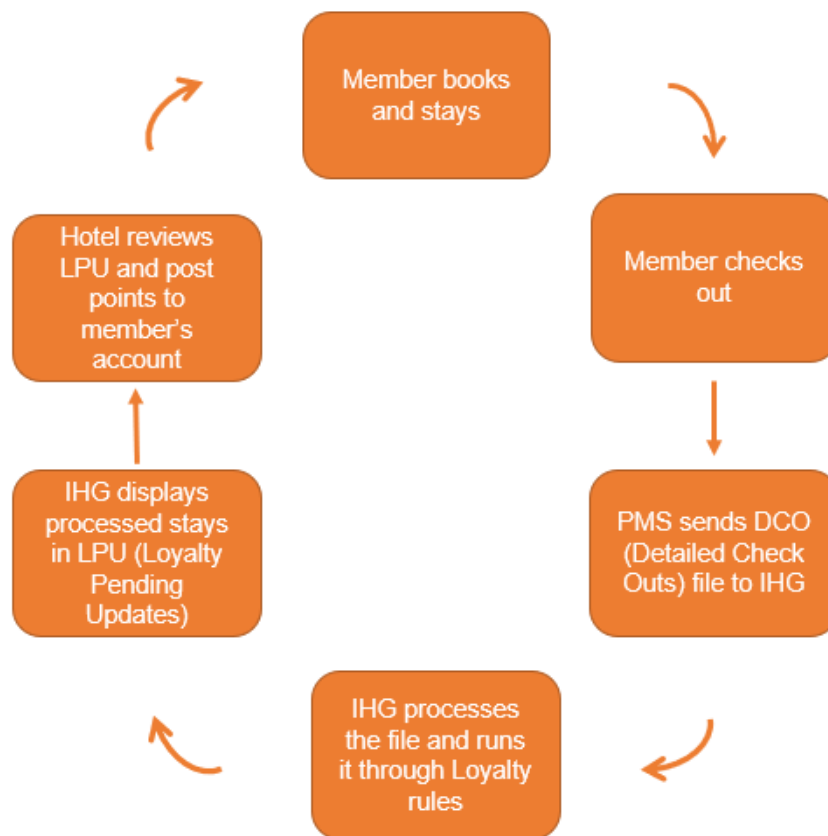 Member books
and stays
Member checks
out
PMS sends DCO
(Detailed Check
Outs) file to IHG
IHG processes
the file and runs
it through Loyalty
rules
IHG displays
processed stays
in LPU (Loyalty
Pending
Updates)
Hotel reviews
LPU and post
points to
member’s
account